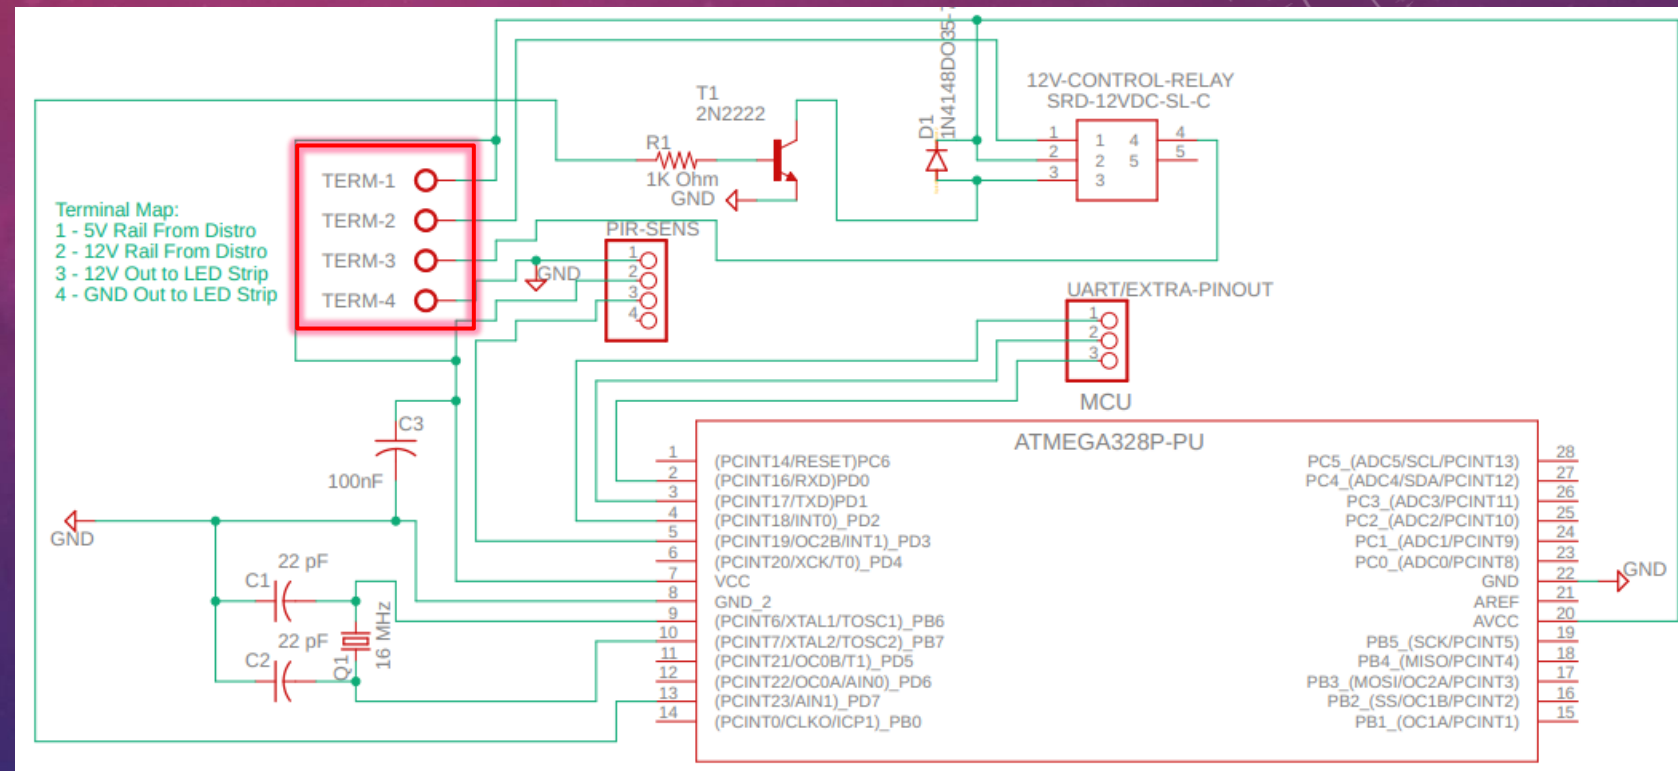 T1
2N2222
R1
1K Ohm
GND
D1
1N4148DO35-
12V-CONTROL-RELAY
SRD-12VDC-SL-C
1 1 4 4
2 2 5 5
3 3
TERM-1
TERM-2
TERM-3
TERM-4
Terminal Map:
1 - 5V Rail From Distro
2 - 12V Rail From Distro
3 - 12V Out to LED Strip
4 - GND Out to LED Strip
PIR-SENS
1
2
3
4
GND
UART/EXTRA-PINOUT
1
2
3
MCU
ATMEGA328P-PU
C3
100nF
GND
22 pF
C1
22 pF
C2
Q1
16 MHz
1 (PCINT14/RESET)PC6
2 (PCINT16/RXD)PD0
3 (PCINT17/TXD)PD1
4 (PCINT18/INT0)_PD2
5 (PCINT19/OC2B/INT1)_PD3
6 (PCINT20/XCK/T0)_PD4
7 VCC
8 GND_2
9 (PCINT6/XTAL1/TOSC1)_PB6
10 (PCINT7/XTAL2/TOSC2)_PB7
11 (PCINT21/OC0B/T1)_PD5
12 (PCINT22/OC0A/AIN0)_PD6
13 (PCINT23/AIN1)_PD7
14 (PCINT0/CLKO/ICP1)_PB0
PC5_(ADC5/SCL/PCINT13) 28
PC4_(ADC4/SDA/PCINT12) 27
PC3_(ADC3/PCINT11) 26
PC2_(ADC2/PCINT10) 25
PC1_(ADC1/PCINT9) 24
PC0_(ADC0/PCINT8) 23
GND 22
AREF 21
AVCC 20
PB5_(SCK/PCINT5) 19
PB4_(MISO/PCINT4) 18
PB3_(MOSI/OC2A/PCINT3) 17
PB2_(SS/OC1B/PCINT2) 16
PB1_(OC1A/PCINT1) 15
GND